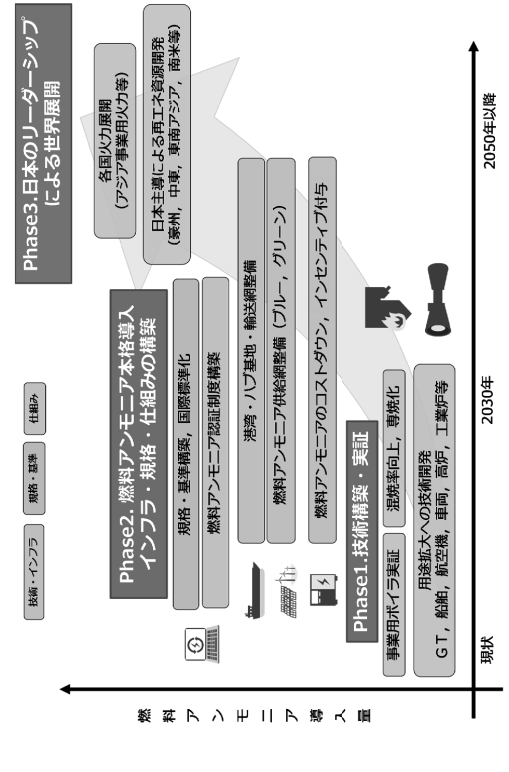 技術・インフラ
規格・基準
仕組み
Phase3.日本のリーダーシップ
による世界展開
各国火力展開
（アジア事業用火力等）
日本主導による再エネ資源開発
（豪州，中東，東南アジア，南米等）
Phase2. 燃料アンモニア本格導入
インフラ・規格・仕組みの構築
規格・基準構築，国際標準化
燃料アンモニア認証制度構築
港湾・ハブ基地・輸送網整備
燃料アンモニア供給網整備（ブルー，グリーン）
燃料アンモニアのコストダウン，インセンティブ付与
Phase1.技術構築・実証
事業用ボイラ実証
混焼率向上，専焼化
用途拡大への技術開発
ＧＴ，船舶，航空機，車両，高炉，工業炉等
燃料アンモニア導入量
現状
2030年
2050年以降